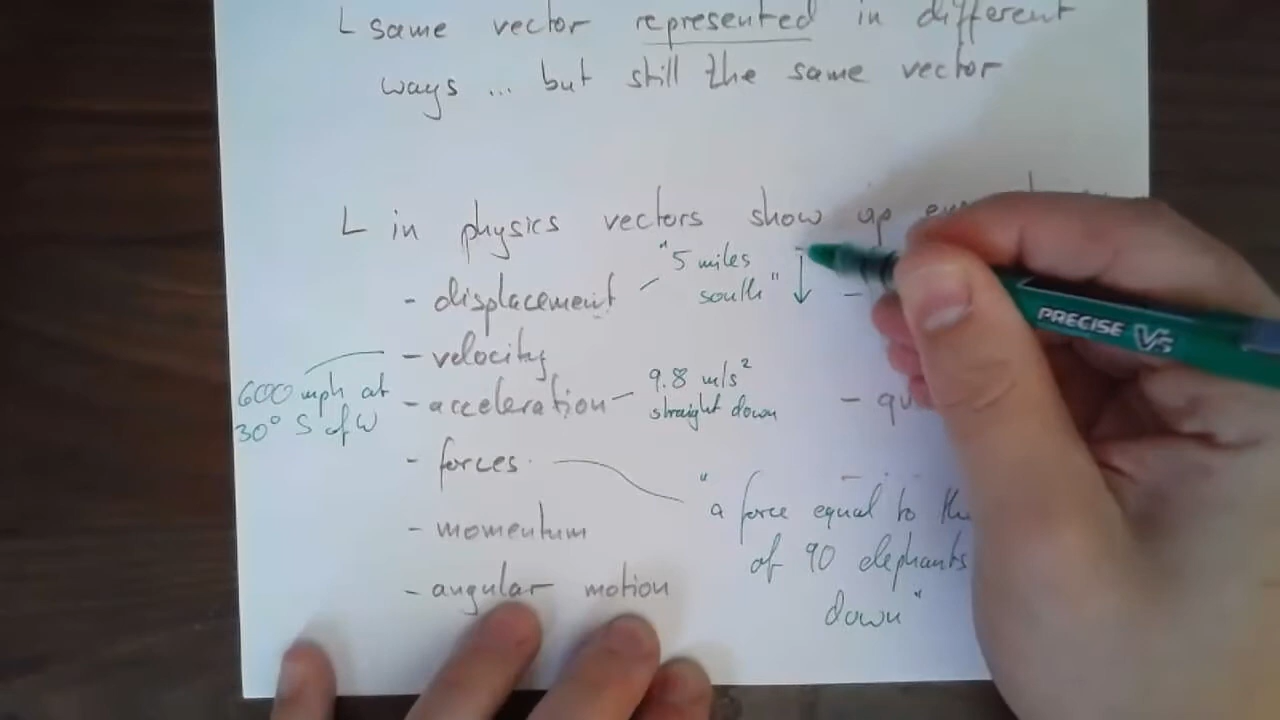 L same vector represented in different
ways ... but still the same vector
L in physics vectors show up
- displacement
"5 miles
south"
- velocity
600 mph at
30° S of W
- acceleration
9.8 m/s²
straight down
- forces
"a force equal to the
of 90 elephants
down"
- momentum
- angular motion
PRECISE V5